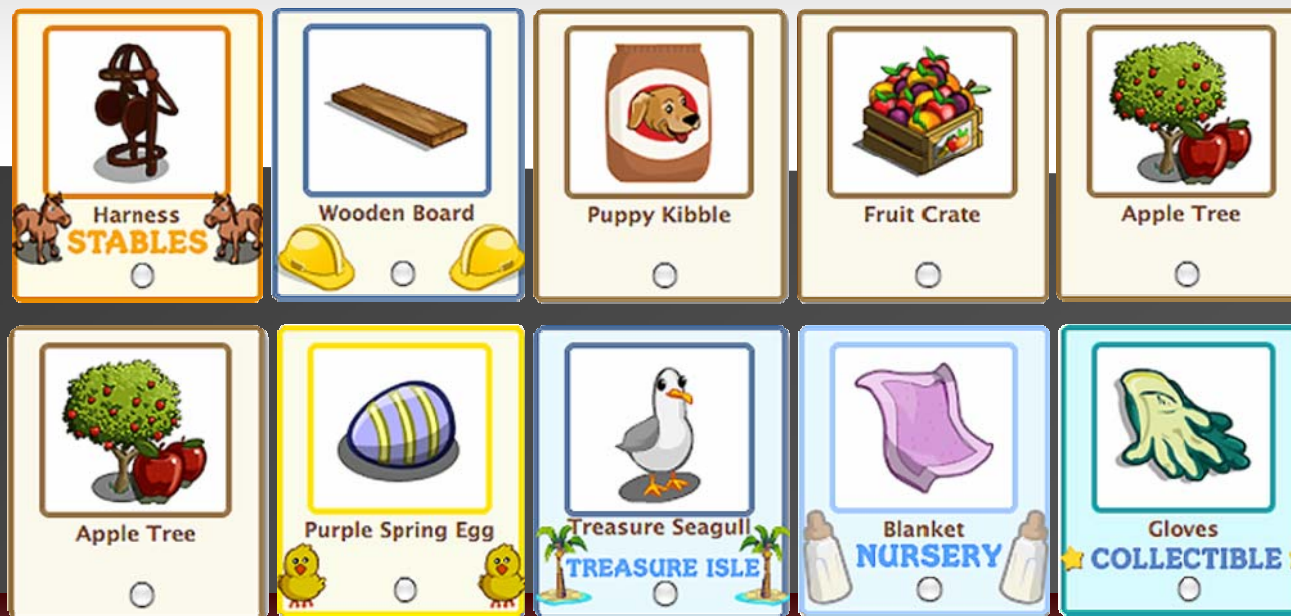 Harness
STABLES
Wooden Board
Puppy Kibble
Fruit Crate
Apple Tree
Apple Tree
Purple Spring Egg
Treasure Seagull
TREASURE ISLE
Blanket
NURSERY
Gloves
COLLECTIBLE